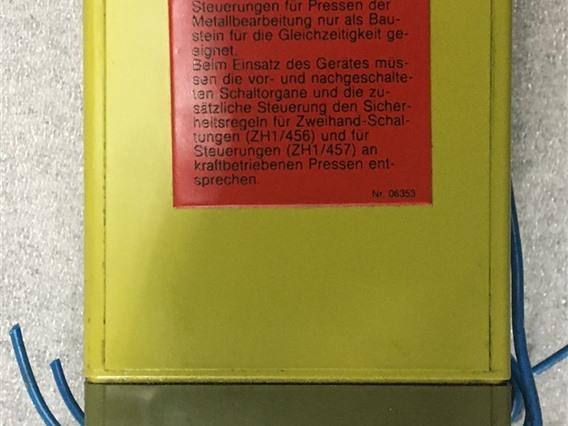 Steuerungen für Pressen der
Metallbearbeitung nur als Bau-
stein für die Gleichzeitigkeit ge-
eignet.
Beim Einsatz des Gerätes müs-
sen die vor- und nachgeschalte-
ten Schaltorgane und die zu-
sätzliche Steuerung den Sicher-
heitsregeln für Zweihand-Schal-
tungen (ZH1/456) und für
Steuerungen (ZH1/457) an
kraftbetriebenen Pressen ent-
sprechen.
Nr. 06353